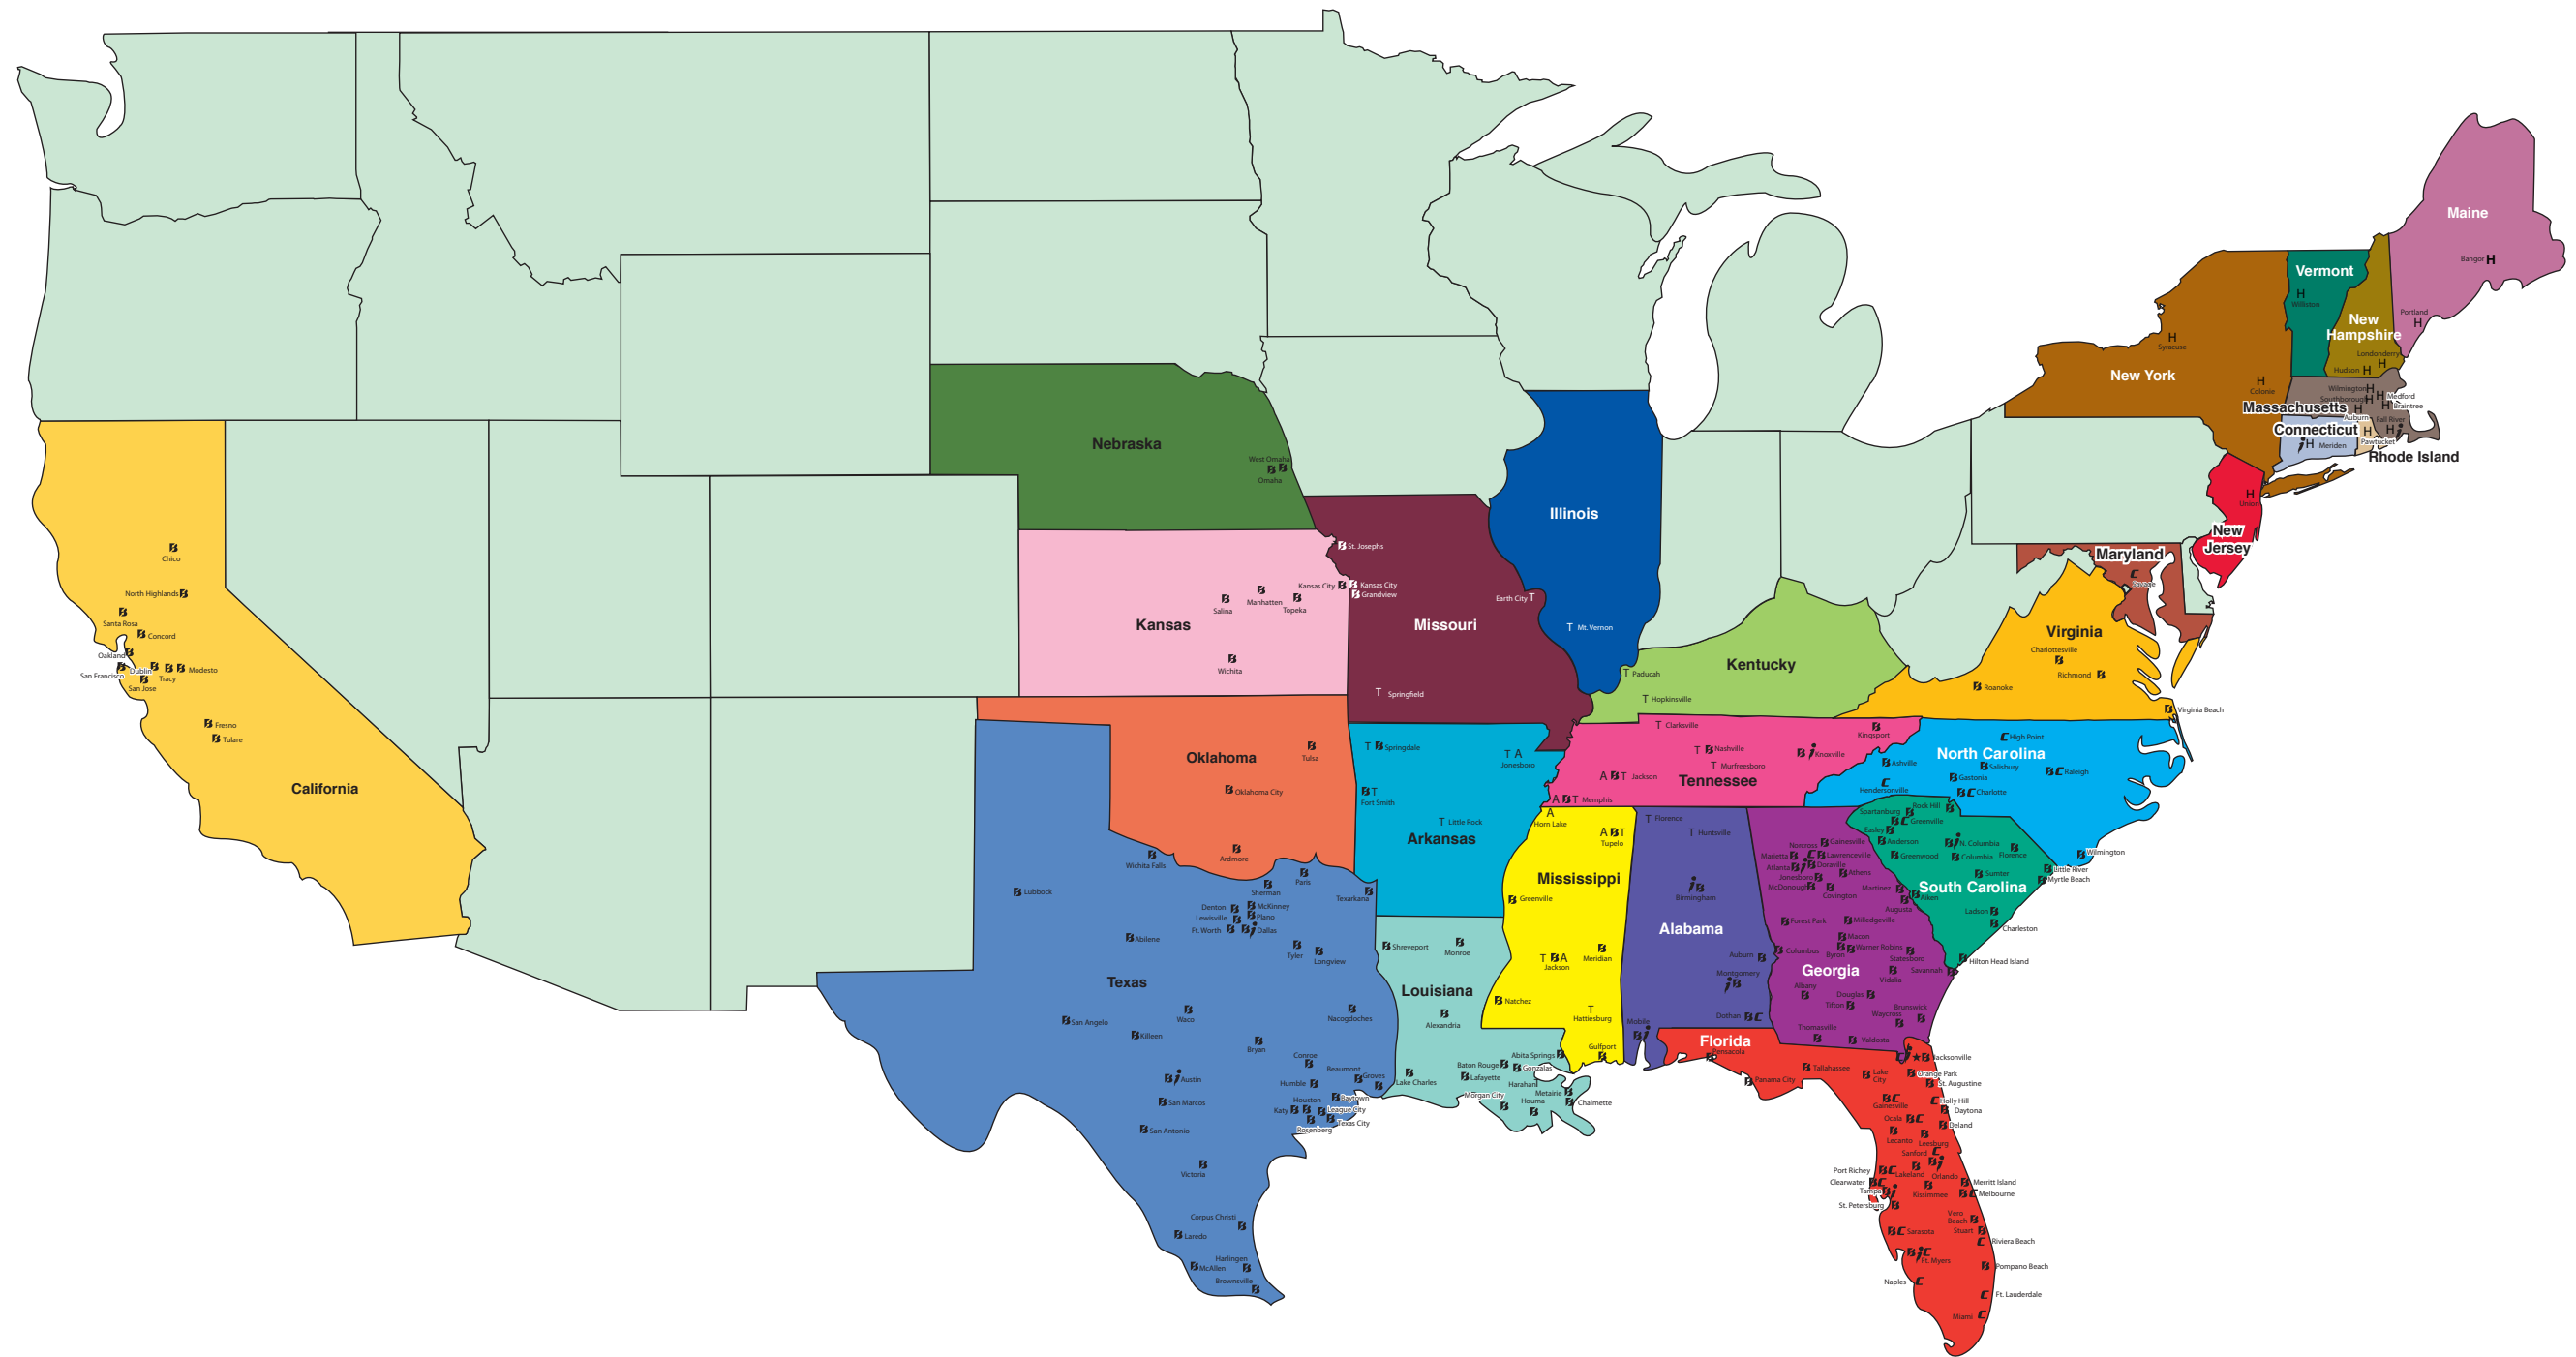 Maine
Bangor H
Portland
H
Vermont
H
Williston
New
Hampshire
Londonderry
H
Hudson H
New York
H
Syracuse
H
Colonie
Massachusetts
Wilmington H
Southborough H
H Medford
H Braintree
H
Auburn
Fall River
H i
Connecticut
i H Meriden
H
Pawtucket
Rhode Island
H
Union
New
Jersey
Maryland
C
Savage
Nebraska
West Omaha
B B
Omaha
Illinois
T Mt. Vernon
Missouri
B St. Josephs
B Kansas City
B Grandview
Earth City T
T Springfield
Kansas
Kansas City B
B
Salina
B
Manhatten
B
Topeka
B
Wichita
Kentucky
T Paducah
T Hopkinsville
Virginia
Charlottesville
B
Richmond B
B Roanoke
B Virginia Beach
California
B
Chico
North Highlands B
B
Santa Rosa
B Concord
Oakland B
B
San Francisco
Dublin B
B
San Jose
B
Tracy
B Modesto
B Fresno
B Tulare
Oklahoma
B
Tulsa
B Oklahoma City
B
Ardmore
Arkansas
T B Springdale
T A
Jonesboro
B T
Fort Smith
T Little Rock
Tennessee
T Clarksville
T B Nashville
T Murfreesboro
B i Knoxville
B
Kingsport
A B T Jackson
A B T Memphis
North Carolina
C High Point
B Ashville
B Salisbury
B Gastonia
B C Raleigh
C
Hendersonville
B C Charlotte
B Wilmington
South Carolina
Rock Hill B
Spartanburg B
B C Greenville
Easley B
B Anderson
B i N. Columbia
B Greenwood
B Columbia
B
Florence
B Sumter
B Little River
B Myrtle Beach
B Aiken
Ladson B
B
Charleston
B Hilton Head Island
Mississippi
A
Horn Lake
A B T
Tupelo
B Greenville
T B A
Jackson
B
Meridian
B Natchez
T
Hattiesburg
Gulfport
B
Alabama
T Florence
T Huntsville
i B
Birmingham
Auburn B
Montgomery
i B
Dothan B C
Mobile
B i
Georgia
B Gainesville
Norcross
C B Lawrenceville
Marietta B
Atlanta B i B Doraville
Jonesboro B
B Athens
McDonough B
B
Covington
Martinez B
B
Augusta
B Forest Park
B Milledgeville
B Macon
B Columbus
B
Byron
B Warner Robins
B
Statesboro
B
Vidalia
Savannah B
Albany
B
Douglas B
Tifton B
Brunswick
B
Waycross
B
Thomasville
B
B Valdosta
Louisiana
B Shreveport
B
Monroe
B
Alexandria
B
Lake Charles
Baton Rouge B
B Lafayette
Abita Springs B
B Gonzalas
Harahan
Metairie B
B Chalmette
Morgan City
B
Houma
B
Texas
B
Wichita Falls
B Lubbock
B
Sherman
B
Paris
Texarkana B
Denton B
B McKinney
Lewisville B
B Plano
Ft. Worth B
B i Dallas
B Abilene
B
Tyler
B
Longview
B San Angelo
B
Waco
B Killeen
B
Nacogdoches
B
Bryan
Conroe
B
B i Austin
Humble B
Beaumont
B
Groves
B
B San Marcos
Houston
B
Katy B
B Baytown
B League City
B Texas City
B
Rosenberg
B San Antonio
B
Victoria
Corpus Christi
B
B Laredo
Harlingen
B
B McAllen
Brownsville
B
Florida
B Pensacola
B Panama City
B Tallahassee
B Lake
City
C i ★ B Jacksonville
B Orange Park
B St. Augustine
B C
Gainesville
C Holly Hill
B Daytona
Ocala B C
B Deland
B
Lecanto
B
Leesburg
Sanford C
Port Richey B C
B
Lakeland
B i
Orlando
Clearwater B C
Tampa B i
B
Kissimmee
B Merritt Island
B C Melbourne
St. Petersburg B
Vero
Beach B
B C Sarasota
Stuart B
C Riviera Beach
B i C
Ft. Myers
B Pompano Beach
Naples C
C Ft. Lauderdale
Miami C